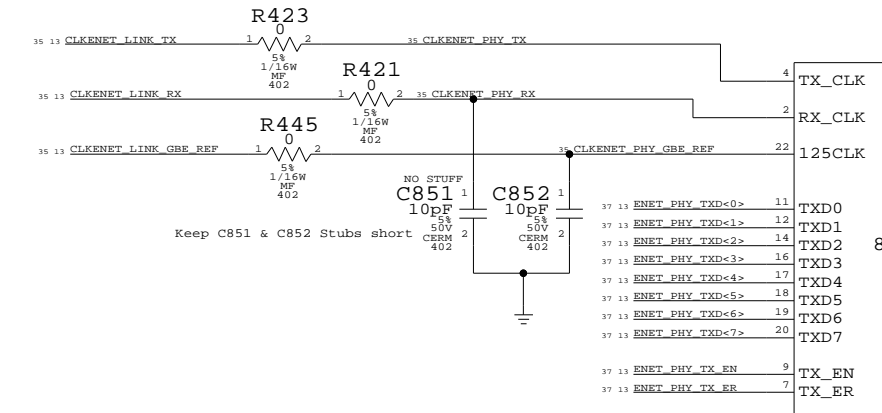 R423
0
35 13 CLKENET_LINK_TX 1 2 35 CLKENET_PHY_TX
5%
1/16W
MF
402
4 TX_CLK
R421
0
35 13 CLKENET_LINK_RX 1 2 35 CLKENET_PHY_RX
5%
1/16W
MF
402
2 RX_CLK
R445
0
35 13 CLKENET_LINK_GBE_REF 1 2 35 CLKENET_PHY_GBE_REF 22 125CLK
5%
1/16W
MF
402
NO STUFF
C851 1 C852 1
10pF 10pF
5% 5%
50V 50V
CERM 2 CERM 2
402 402
Keep C851 & C852 Stubs short
37 13 ENET_PHY_TXD<0> 11 TXD0
37 13 ENET_PHY_TXD<1> 12 TXD1
37 13 ENET_PHY_TXD<2> 14 TXD2
8
37 13 ENET_PHY_TXD<3> 16 TXD3
37 13 ENET_PHY_TXD<4> 17 TXD4
37 13 ENET_PHY_TXD<5> 18 TXD5
37 13 ENET_PHY_TXD<6> 19 TXD6
37 13 ENET_PHY_TXD<7> 20 TXD7
37 13 ENET_PHY_TX_EN 9 TX_EN
37 13 ENET_PHY_TX_ER 7 TX_ER